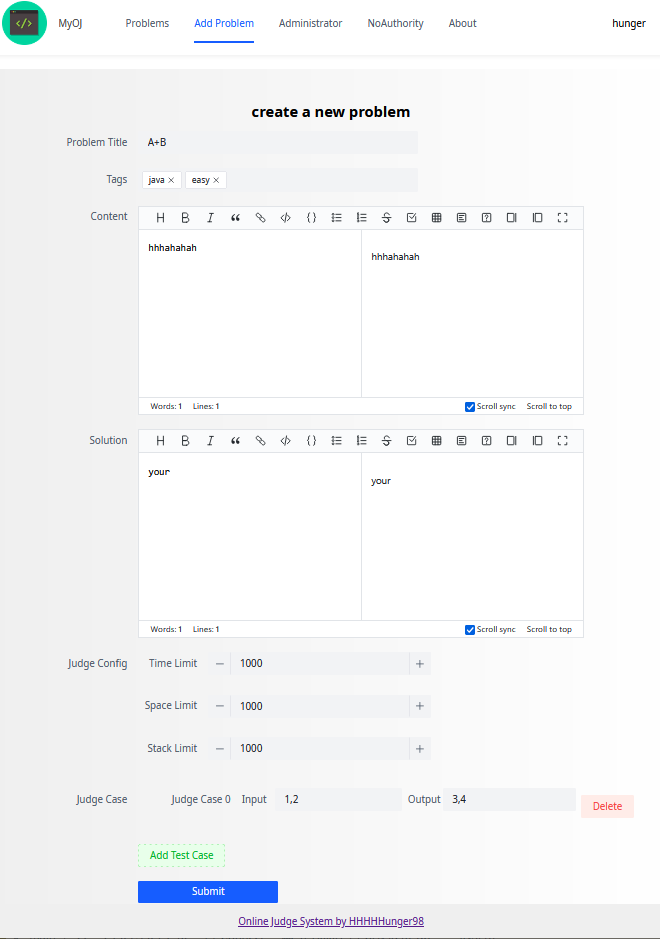 MyOJ Problems Add Problem Administrator NoAuthority About hunger
create a new problem
Problem Title A+B
Tags java × easy ×
Content
hhhahahah
hhhahahah
Words: 1 Lines: 1 Scroll sync Scroll to top
Solution
your
your
Words: 1 Lines: 1 Scroll sync Scroll to top
Judge Config Time Limit − 1000 +
Space Limit − 1000 +
Stack Limit − 1000 +
Judge Case Judge Case 0 Input 1,2 Output 3,4 Delete
Add Test Case
Submit
Online Judge System by HHHHHunger98